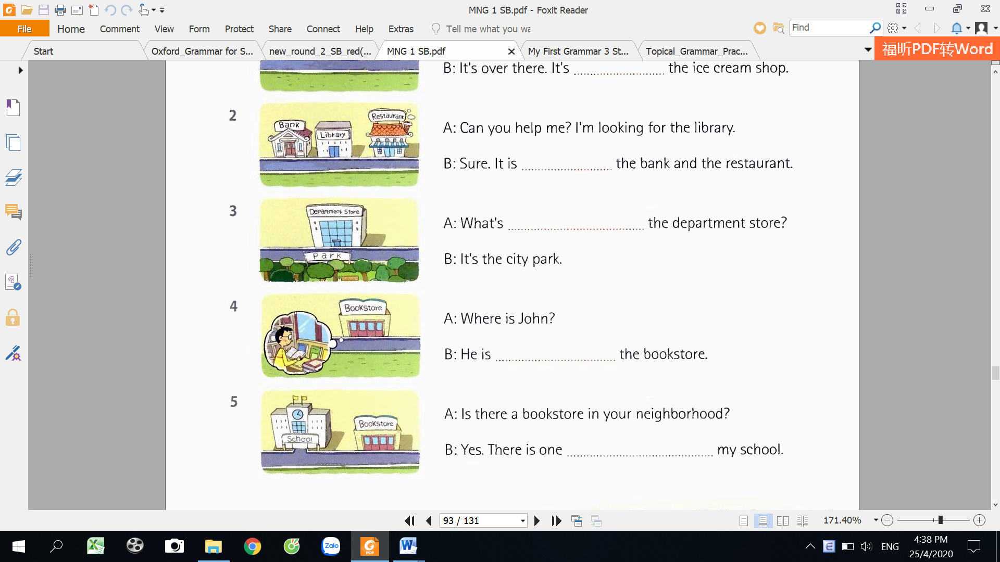 MNG 1 SB.pdf - Foxit Reader
File Home Comment View Form Protect Share Connect Help Extras Tell me what you wa Find
Start Oxford_Grammar for S... new_round_2_SB_red(... MNG 1 SB.pdf My First Grammar 3 St... Topical_Grammar_Prac... 福昕PDF转Word
B: It's over there. It's ............................ the ice cream shop.
2
Bank
Library
Restaurant
A: Can you help me? I'm looking for the library.
B: Sure. It is ............................ the bank and the restaurant.
3
Department Store
Park
A: What's .......................................... the department store?
B: It's the city park.
4
Bookstore
A: Where is John?
B: He is ..................................... the bookstore.
5
School
Bookstore
A: Is there a bookstore in your neighborhood?
B: Yes. There is one ............................................. my school.
93 / 131
171.40%
Zalo
PDF
ENG
4:38 PM
25/4/2020